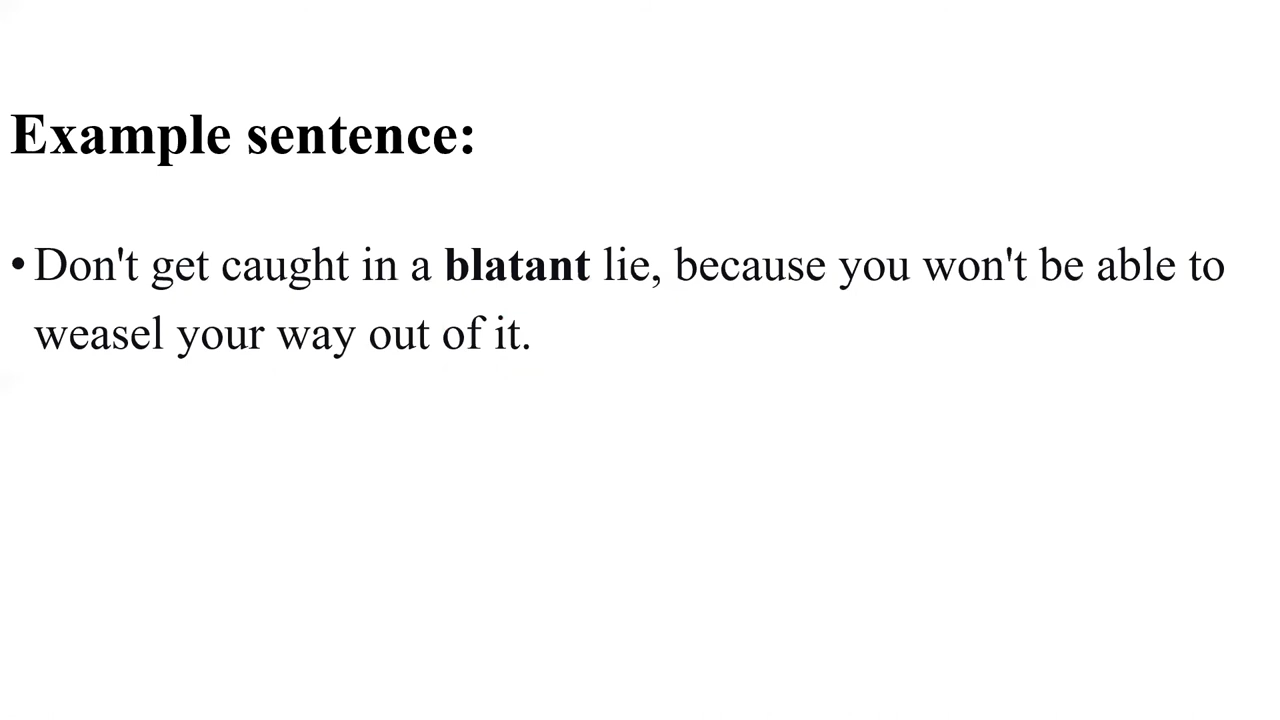 Example sentence:
• Don't get caught in a blatant lie, because you won't be able to
weasel your way out of it.